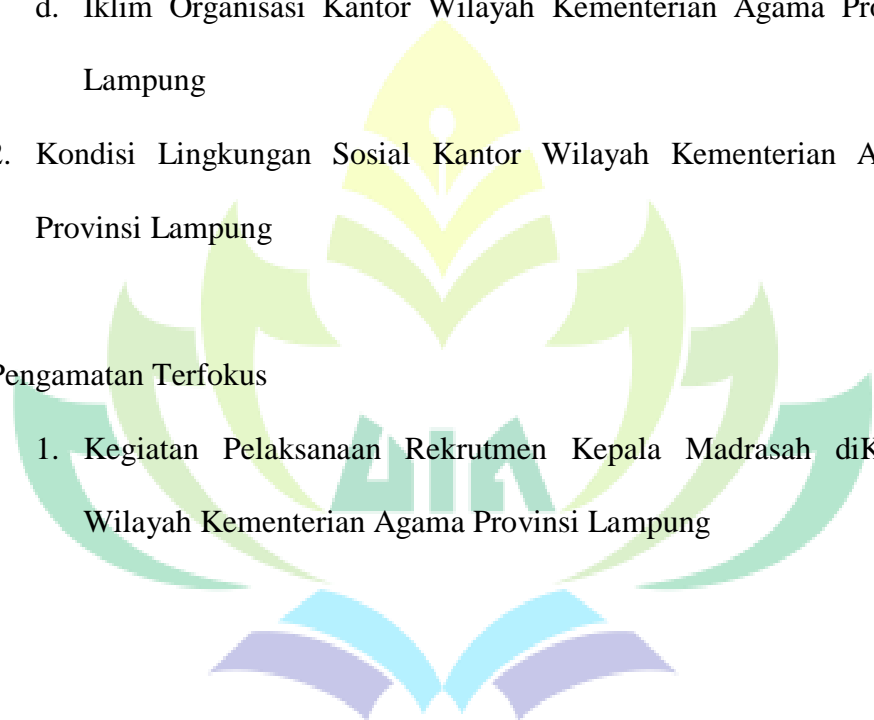 d. Iklim Organisasi Kantor Wilayah Kementerian Agama Pro
Lampung
2. Kondisi Lingkungan Sosial Kantor Wilayah Kementerian A
Provinsi Lampung
Pengamatan Terfokus
1. Kegiatan Pelaksanaan Rekrutmen Kepala Madrasah diK
Wilayah Kementerian Agama Provinsi Lampung